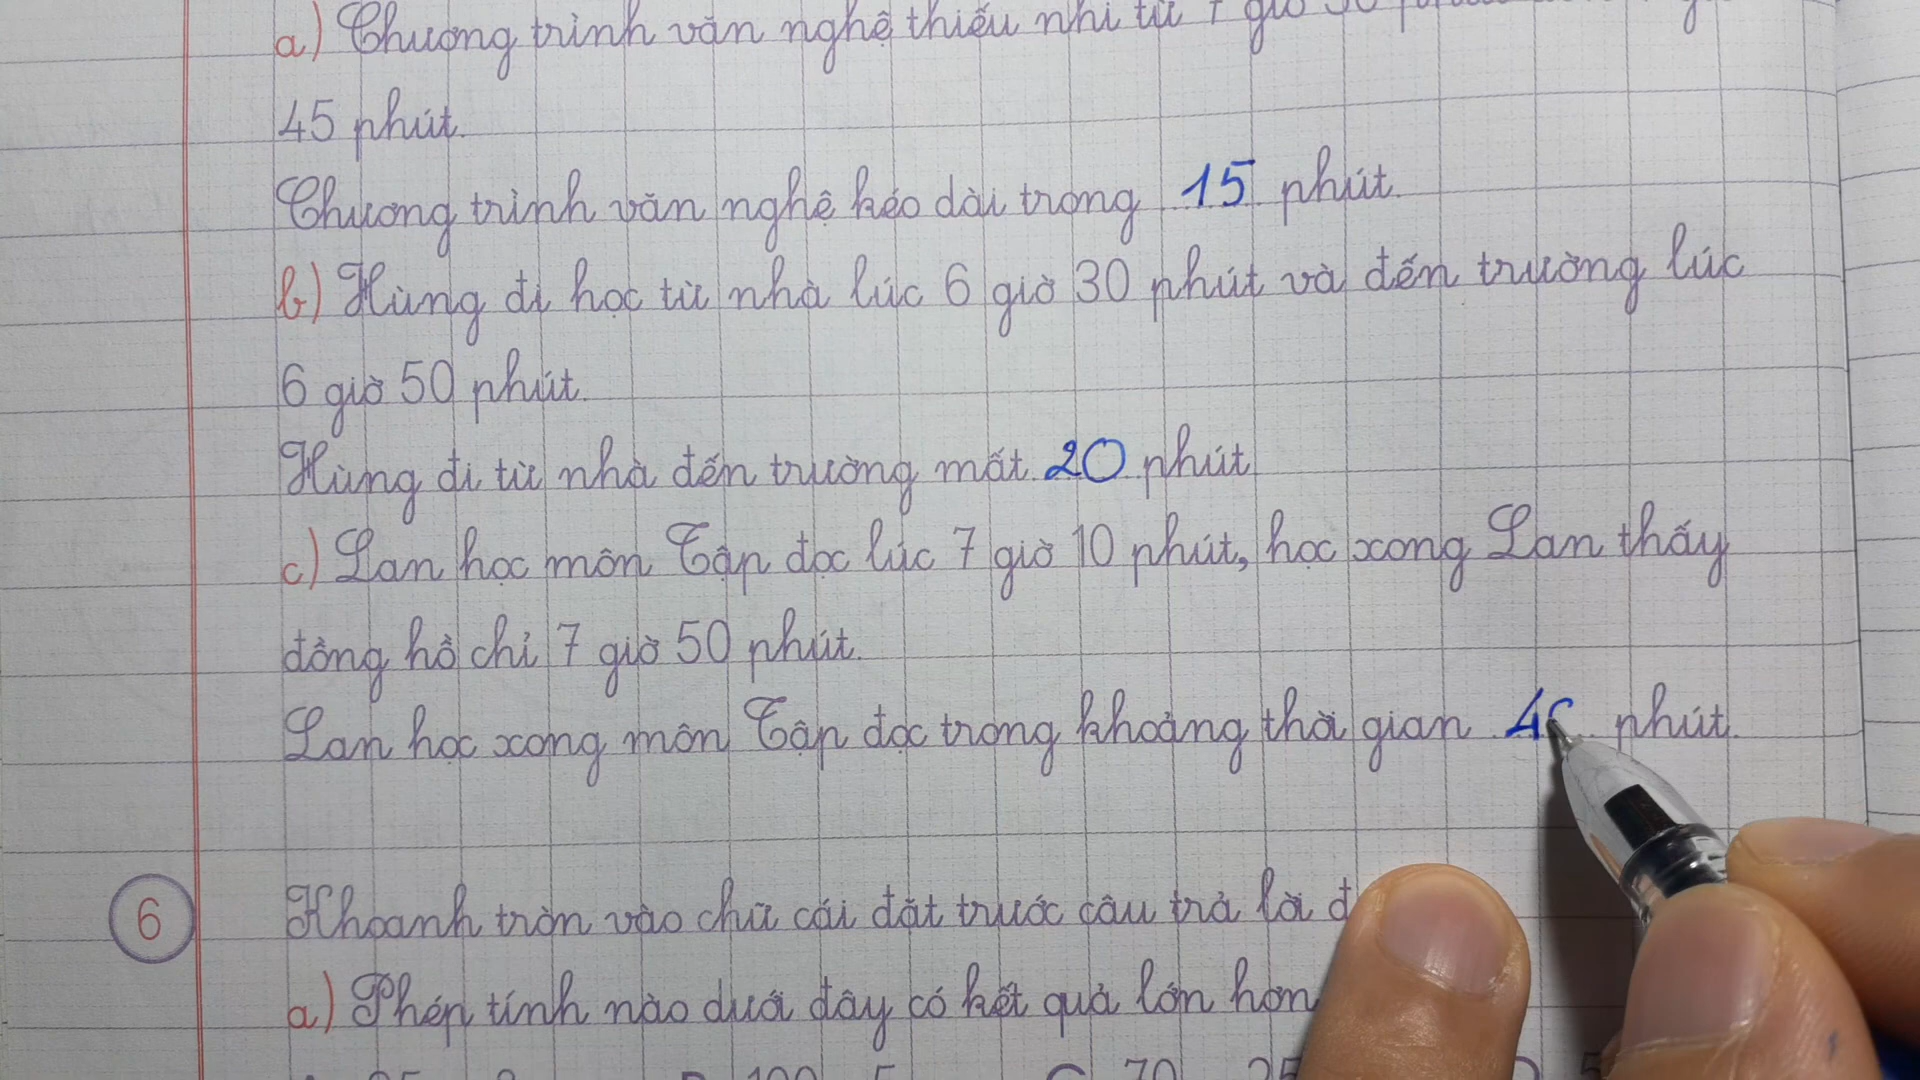 a) Chương trình văn nghệ thiếu nhi từ 7 giờ 30
45 phút.
Chương trình văn nghệ kéo dài trong 15 phút.
b) Hùng đi học từ nhà lúc 6 giờ 30 phút và đến trường lúc
6 giờ 50 phút.
Hùng đi từ nhà đến trường mất 20 phút
c) Lan học môn Tập đọc lúc 7 giờ 10 phút, học xong Lan thấy
đồng hồ chỉ 7 giờ 50 phút.
Lan học xong môn Tập đọc trong khoảng thời gian 4 phút.
6 Khoanh tròn vào chữ cái đặt trước câu trả lời
a) Phép tính nào dưới đây có kết quả lớn hơn